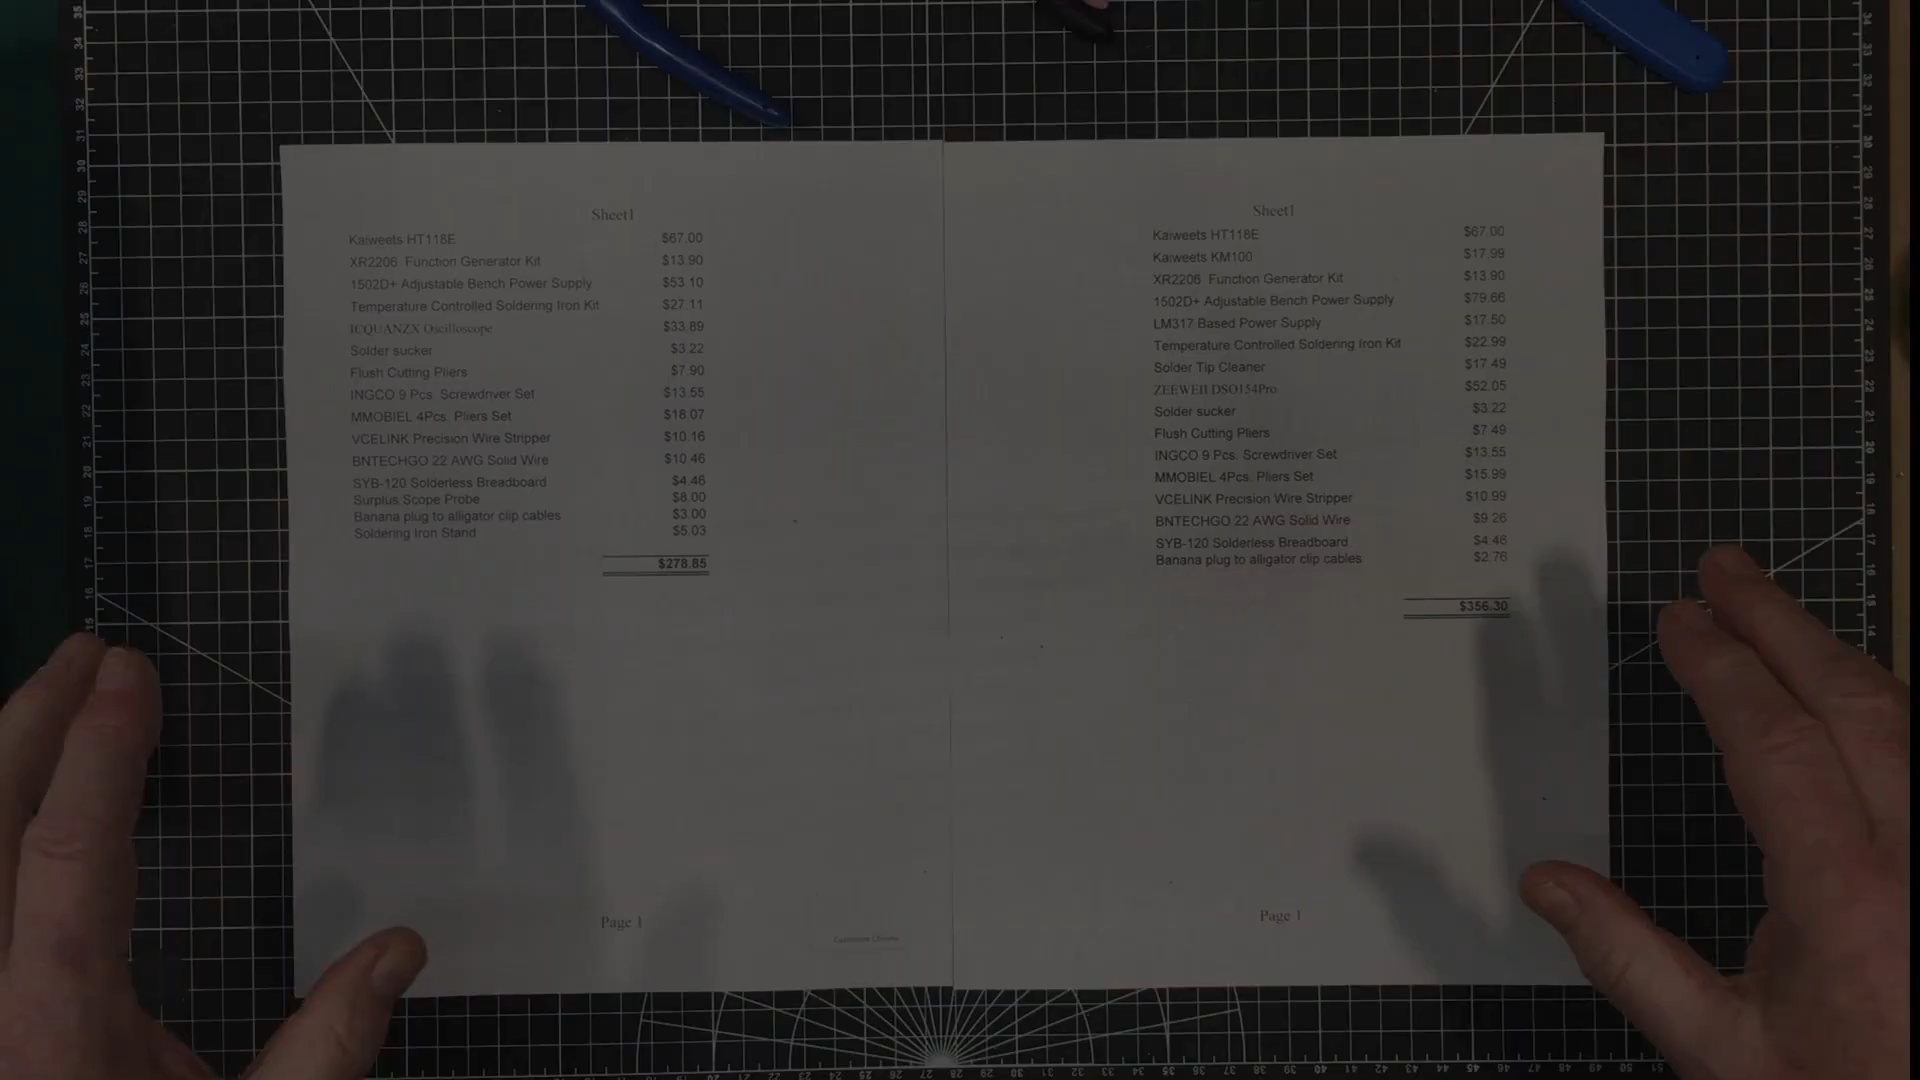 Sheet1
Kaiweets HT118E $67.00
XR2206 Function Generator Kit $13.90
1502D+ Adjustable Bench Power Supply $53.10
Temperature Controlled Soldering Iron Kit $27.11
ICQUANZX Oscilloscope $33.89
Solder sucker $3.22
Flush Cutting Pliers $7.90
INGCO 9 Pcs. Screwdriver Set $13.55
MMOBIEL 4Pcs. Pliers Set $18.07
VCELINK Precision Wire Stripper $10.16
BNTECHGO 22 AWG Solid Wire $10.46
SYB-120 Solderless Breadboard $4.46
Surplus Scope Probe $8.00
Banana plug to alligator clip cables $3.00
Soldering Iron Stand $5.03
$278.85
Page 1
Customize Chrome
Sheet1
Kaiweets HT118E $67.00
Kaiweets KM100 $17.99
XR2206 Function Generator Kit $13.90
1502D+ Adjustable Bench Power Supply $79.66
LM317 Based Power Supply $17.50
Temperature Controlled Soldering Iron Kit $22.99
Solder Tip Cleaner $17.49
ZEEWEII DSO154Pro $52.05
Solder sucker $3.22
Flush Cutting Pliers $7.49
INGCO 9 Pcs. Screwdriver Set $13.55
MMOBIEL 4Pcs. Pliers Set $15.99
VCELINK Precision Wire Stripper $10.99
BNTECHGO 22 AWG Solid Wire $9.26
SYB-120 Solderless Breadboard $4.46
Banana plug to alligator clip cables $2.76
$356.30
Page 1